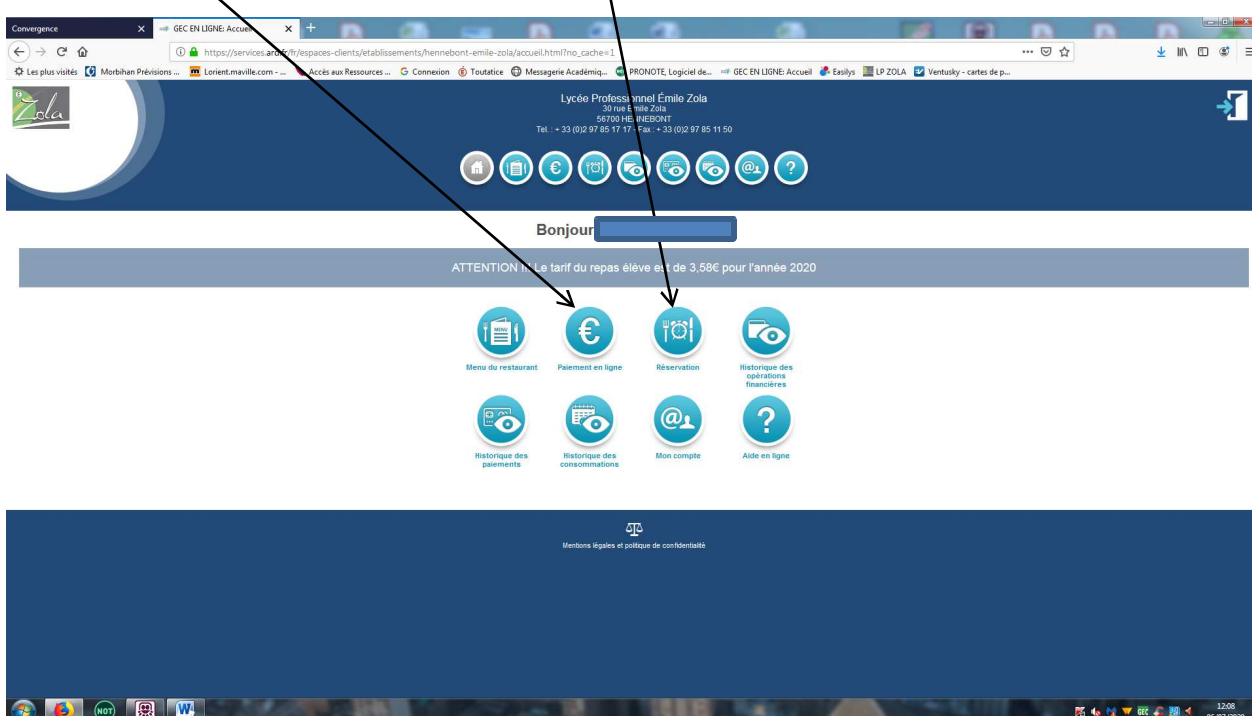 Convergence
GEC EN LIGNE: Accueil
https://services.ard.fr/fr/espaces-clients/etablissements/hennebont-emile-zola/accueil.html?no_cache=1
Les plus visités
Morbihan Prévisions ...
Lorient.maville.com - ...
Accès aux Ressources ...
Connexion
Toutatice
Messagerie Académiq...
PRONOTE, Logiciel de...
GEC EN LIGNE: Accueil
Easilys
LP ZOLA
Ventusky - cartes de p...
Zola
Lycée Professionnel Émile Zola
30 rue Emile Zola
56700 HENNEBONT
Tel. : + 33 (0)2 97 85 17 17 - Fax : + 33 (0)2 97 85 11 50
Bonjour
ATTENTION !!! Le tarif du repas élève est de 3,58€ pour l'année 2020
MENU
Menu du restaurant
Paiement en ligne
Réservation
Historique des
opérations
financières
Historique des
paiements
Historique des
consommations
Mon compte
Aide en ligne
Mentions légales et politique de confidentialité
NOT
W
GEC
12:08